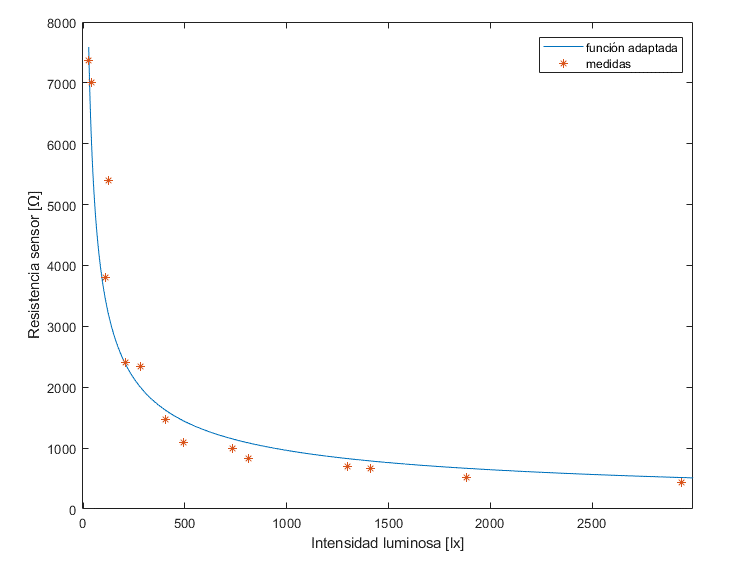 función adaptada
medidas
8000
7000
6000
5000
4000
3000
2000
1000
0
Resistencia sensor [Ω]
0 500 1000 1500 2000 2500
Intensidad luminosa [lx]